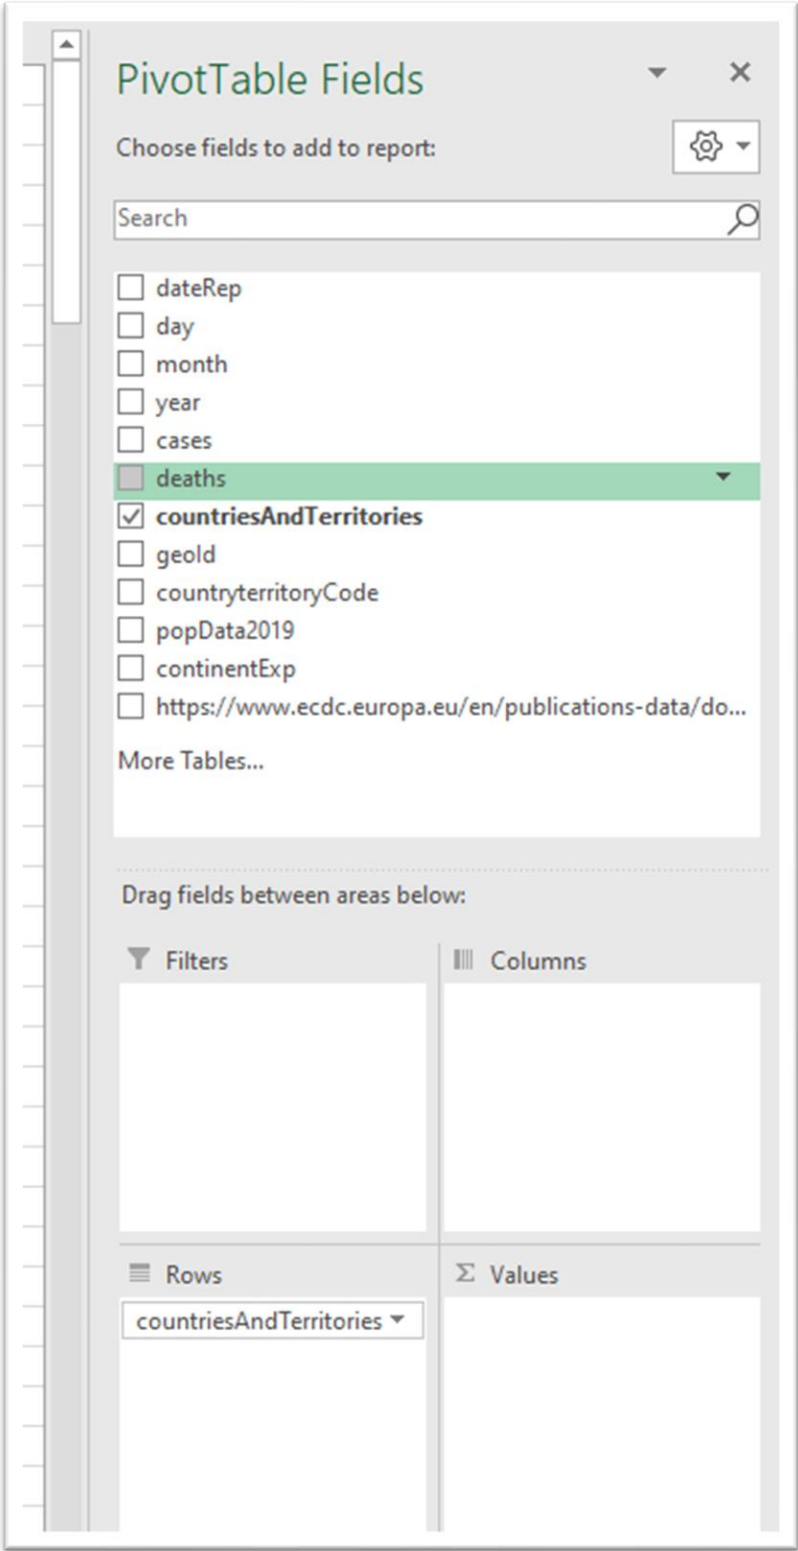 PivotTable Fields
Choose fields to add to report:
Search
dateRep
day
month
year
cases
deaths
countriesAndTerritories
geoId
countryterritoryCode
popData2019
continentExp
https://www.ecdc.europa.eu/en/publications-data/do...
More Tables...
Drag fields between areas below:
Filters
Columns
Rows
Σ Values
countriesAndTerritories